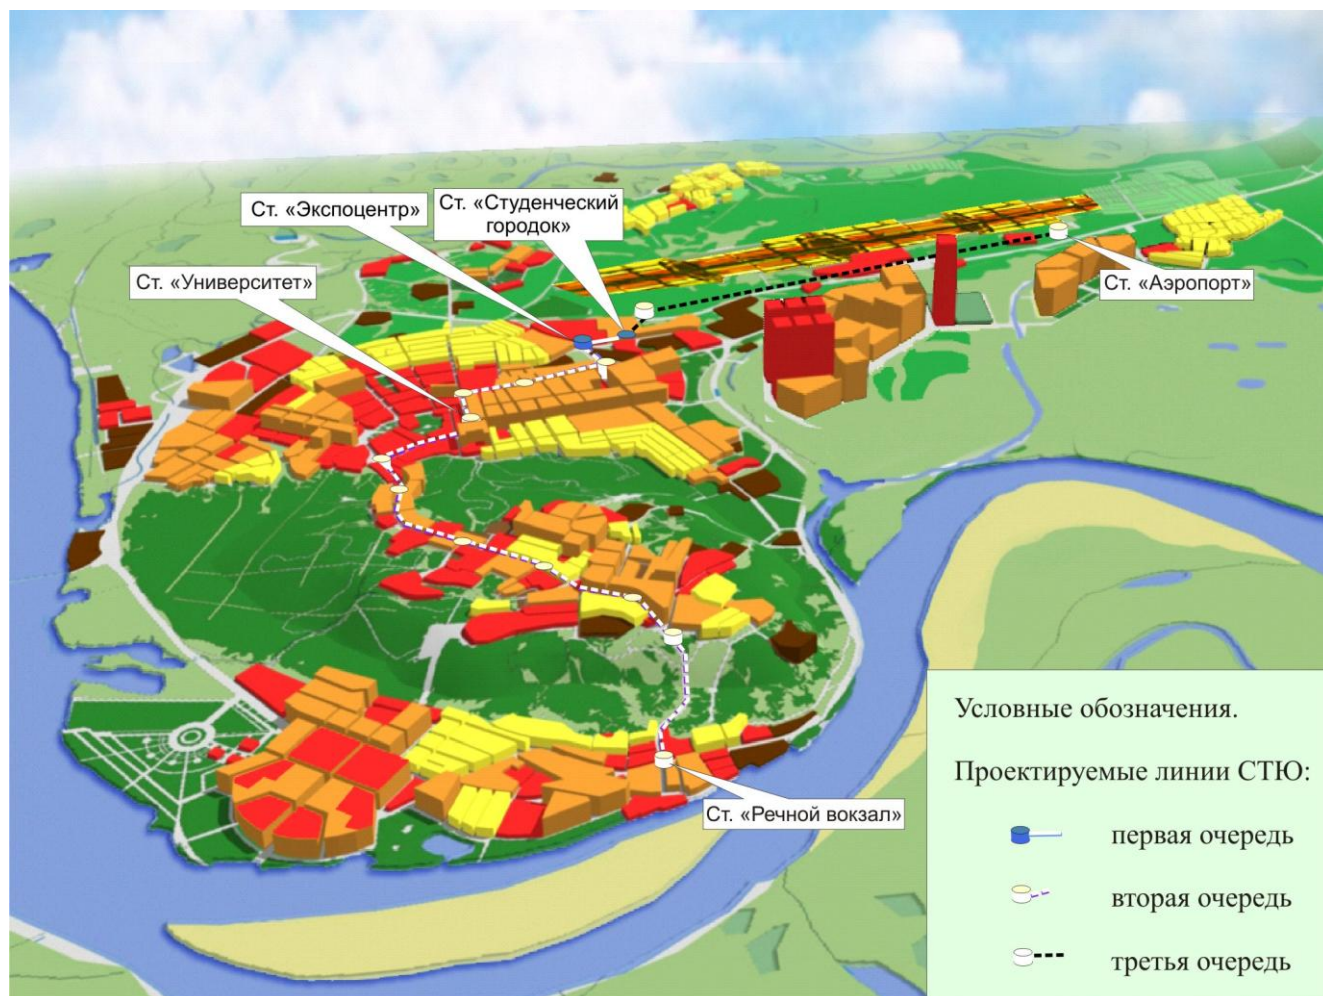 Ст. «Экспоцентр»
Ст. «Студенческий
городок»
Ст. «Университет»
Ст. «Аэропорт»
Ст. «Речной вокзал»
Условные обозначения.
Проектируемые линии СТЮ:
первая очередь
вторая очередь
третья очередь